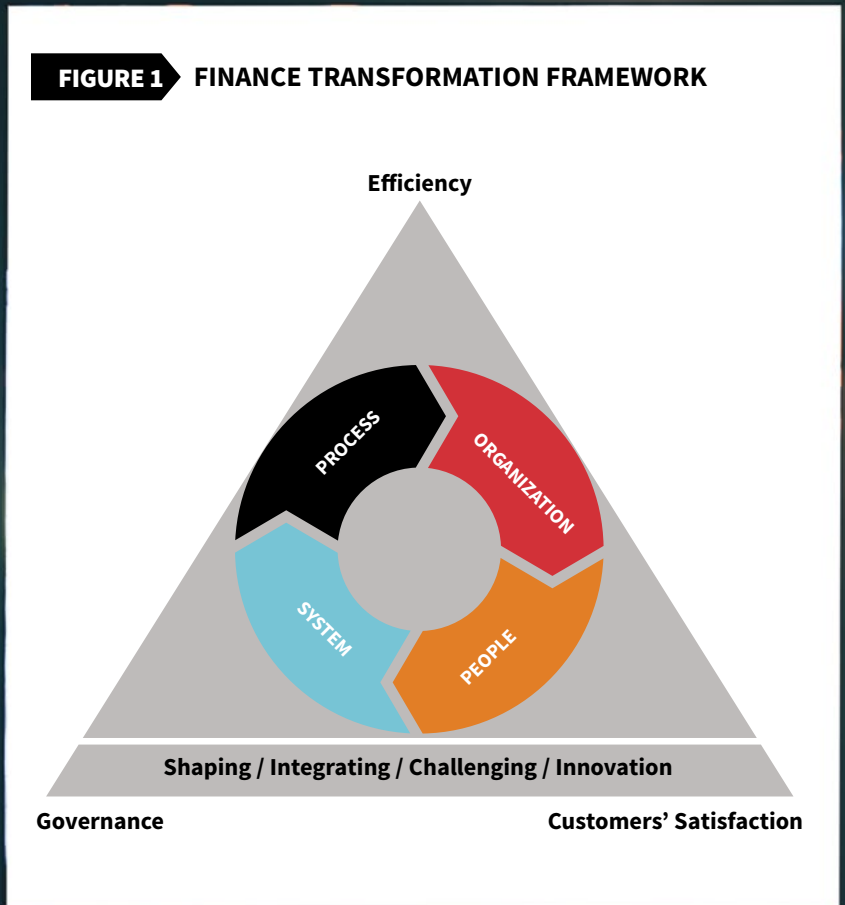 FIGURE 1 FINANCE TRANSFORMATION FRAMEWORK
Efficiency
PROCESS
ORGANIZATION
SYSTEM
PEOPLE
Shaping / Integrating / Challenging / Innovation
Governance
Customers’ Satisfaction